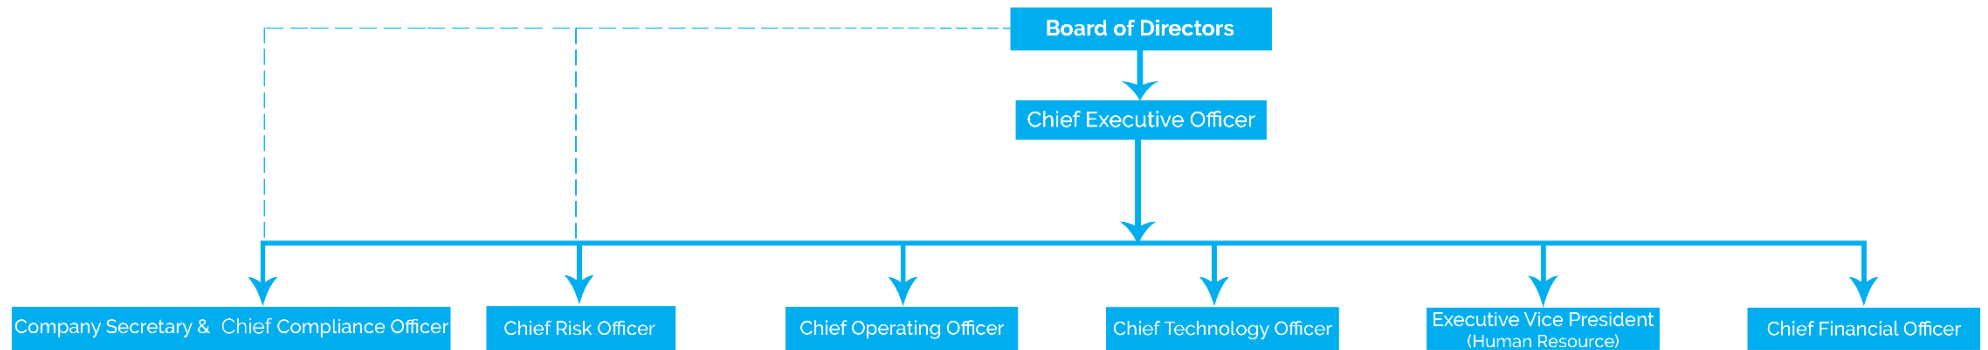 Board of Directors
Chief Executive Officer
Company Secretary & Chief Compliance Officer
Chief Risk Officer
Chief Operating Officer
Chief Technology Officer
Executive Vice President
(Human Resource)
Chief Financial Officer